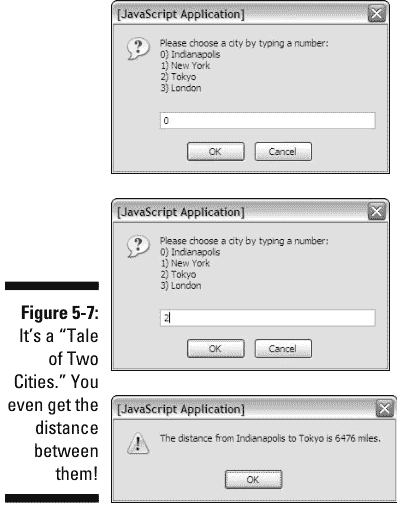 [JavaScript Application]
Please choose a city by typing a number:
0) Indianapolis
1) New York
2) Tokyo
3) London
0
OK
Cancel
[JavaScript Application]
Please choose a city by typing a number:
0) Indianapolis
1) New York
2) Tokyo
3) London
2
OK
Cancel
Figure 5-7:
It's a “Tale
of Two
Cities.” You
even get the
distance
between
them!
[JavaScript Application]
The distance from Indianapolis to Tokyo is 6476 miles.
OK